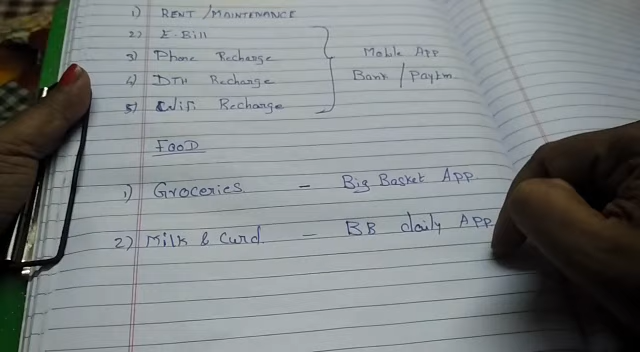 1) RENT / MAINTENANCE
2) E-Bill
3) Phone Recharge
4) DTH Recharge
5) Wifi Recharge
Mobile App
Bank / Paytm
FOOD
1) Groceries - Big Basket App
2) Milk & Curd. - BB daily App